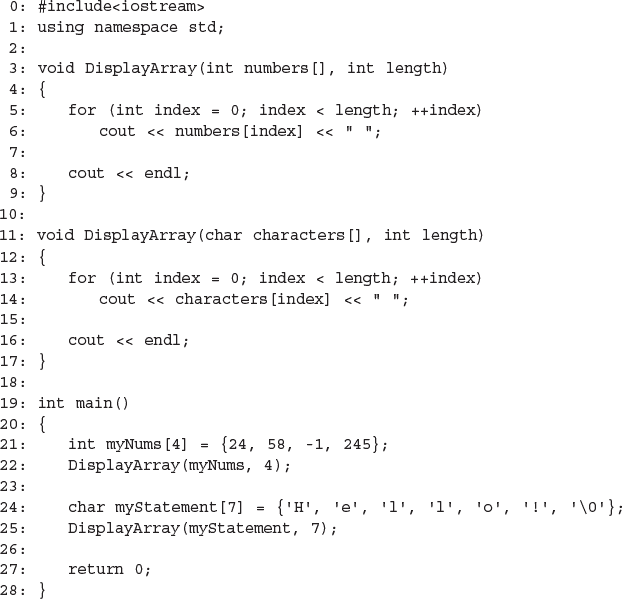 0: #include<iostream>
1: using namespace std;
2:
3: void DisplayArray(int numbers[], int length)
4: {
5:    for (int index = 0; index < length; ++index)
6:       cout << numbers[index] << " ";
7:
8:    cout << endl;
9: }
10:
11: void DisplayArray(char characters[], int length)
12: {
13:    for (int index = 0; index < length; ++index)
14:       cout << characters[index] << " ";
15:
16:    cout << endl;
17: }
18:
19: int main()
20: {
21:    int myNums[4] = {24, 58, -1, 245};
22:    DisplayArray(myNums, 4);
23:
24:    char myStatement[7] = {'H', 'e', 'l', 'l', 'o', '!', '\0'};
25:    DisplayArray(myStatement, 7);
26:
27:    return 0;
28: }